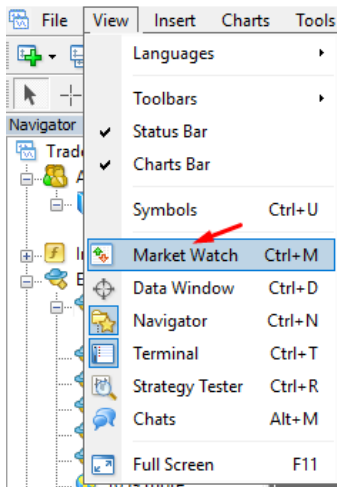 File View Insert Charts Tools
Languages
Toolbars
Navigator
Status Bar
Trade
Charts Bar
Symbols Ctrl+U
Market Watch Ctrl+M
Data Window Ctrl+D
Navigator Ctrl+N
Terminal Ctrl+T
Strategy Tester Ctrl+R
Chats Alt+M
Full Screen F11